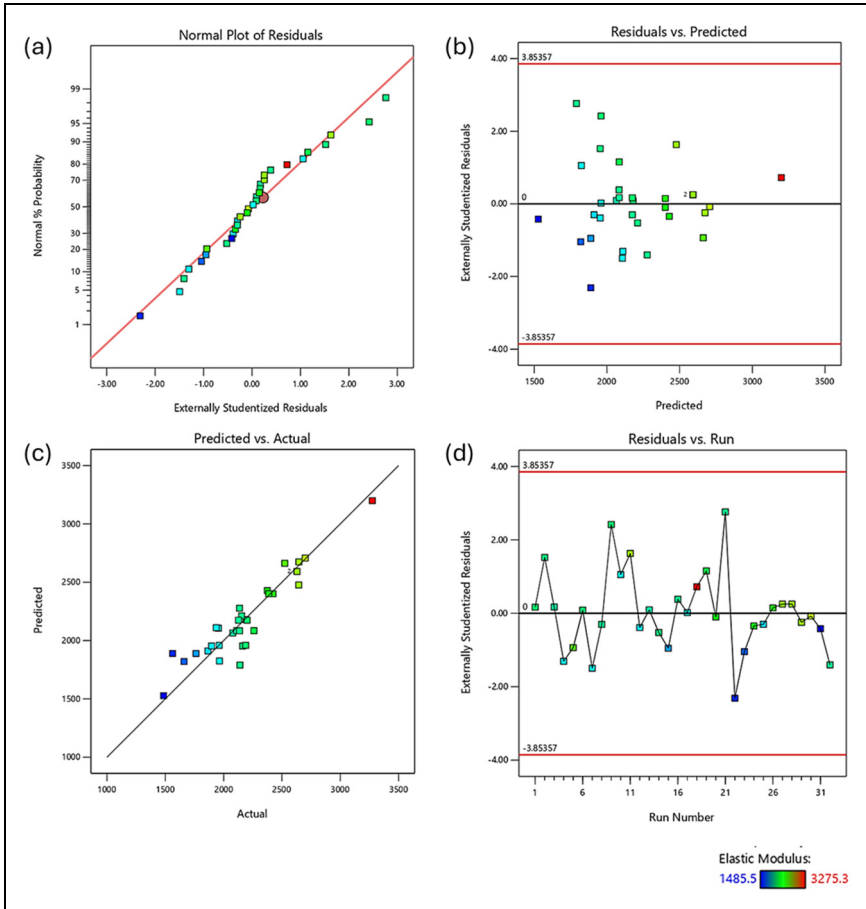 (a)
Normal Plot of Residuals
Normal % Probability
99
95
90
80
70
50
30
20
10
5
1
-3.00 -2.00 -1.00 0.00 1.00 2.00 3.00
Externally Studentized Residuals
(b)
Residuals vs. Predicted
Externally Studentized Residuals
4.00
2.00
0.00
-2.00
-4.00
3.85357
0
2
-3.85357
1500 2000 2500 3000 3500
Predicted
(c)
Predicted vs. Actual
Predicted
3500
3000
2500
2000
1500
1000
2
1000 1500 2000 2500 3000 3500
Actual
(d)
Residuals vs. Run
Externally Studentized Residuals
4.00
2.00
0.00
-2.00
-4.00
3.85357
0
-3.85357
1 6 11 16 21 26 31
Run Number
Elastic Modulus:
1485.5 3275.3